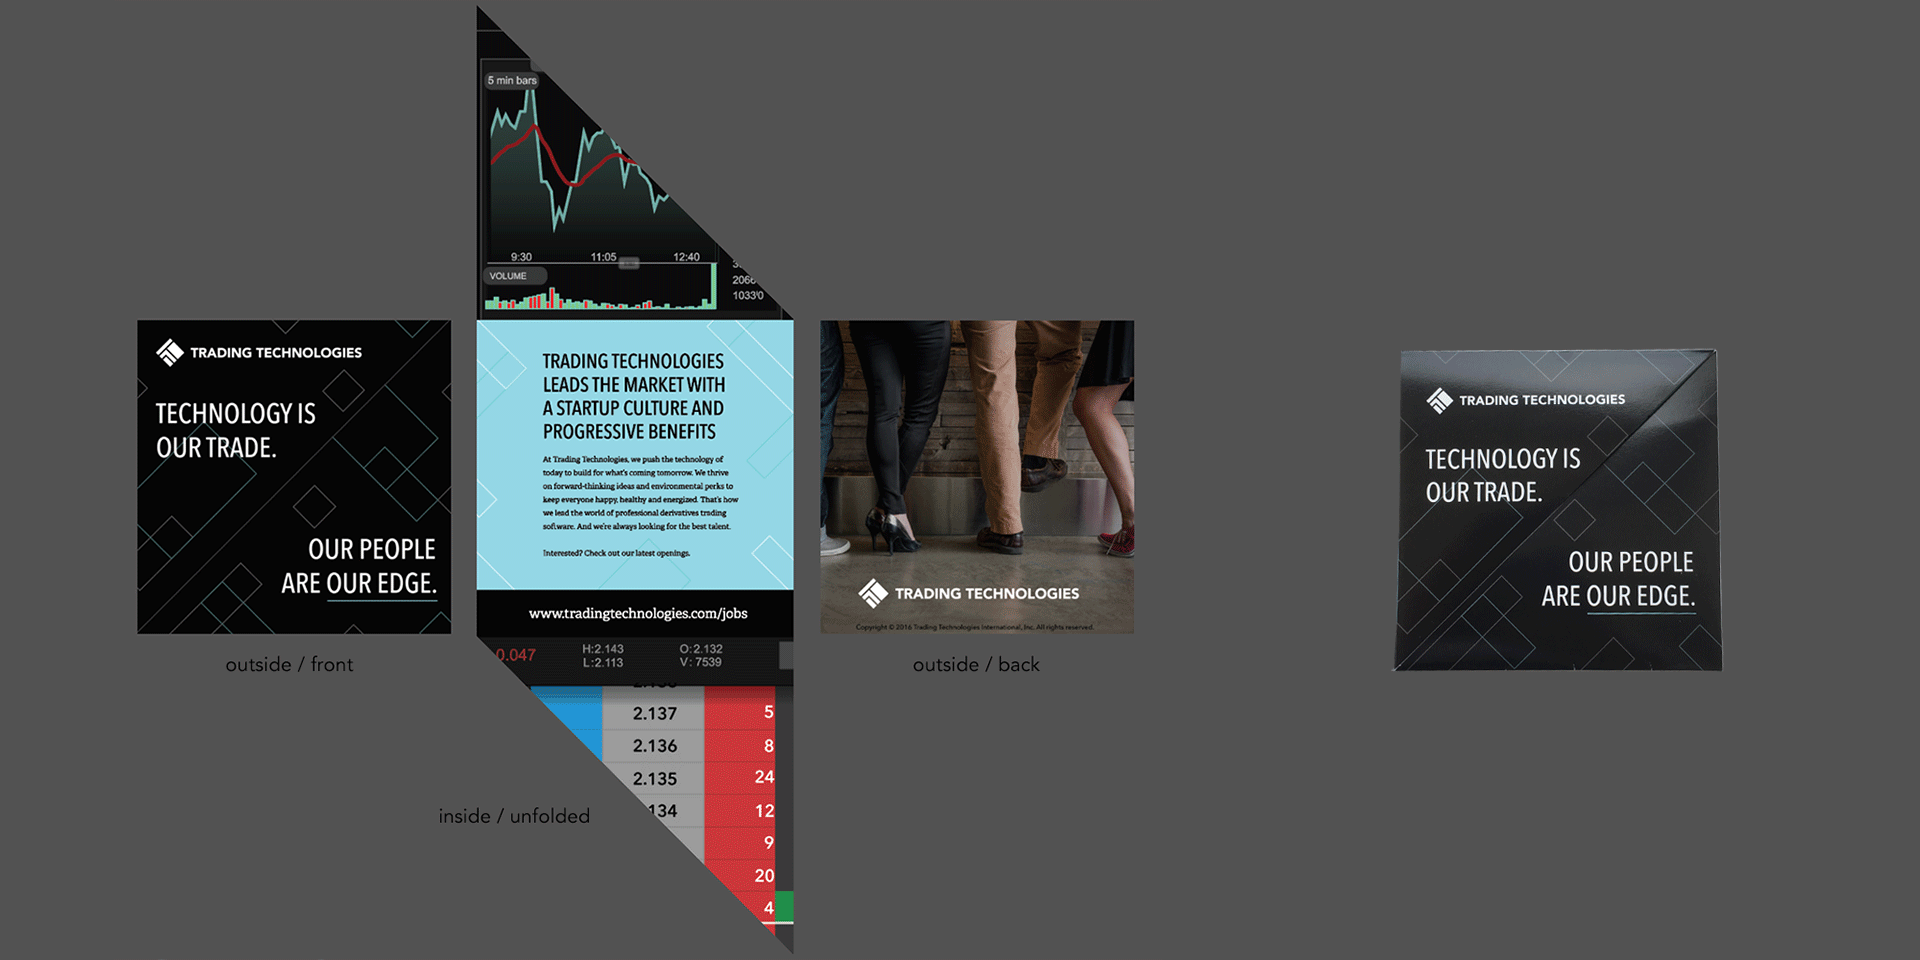 TRADING TECHNOLOGIES
TECHNOLOGY IS
OUR TRADE.
OUR PEOPLE
ARE OUR EDGE.
outside / front
5 min bars
9:30 11:05 12:40
VOLUME
2066
1033'0
TRADING TECHNOLOGIES
LEADS THE MARKET WITH
A STARTUP CULTURE AND
PROGRESSIVE BENEFITS
At Trading Technologies, we push the technology of
today to build for what's coming tomorrow. We thrive
on forward-thinking ideas and environmental perks to
keep everyone happy, healthy and energized. That's how
we lead the world of professional derivatives trading
software. And we're always looking for the best talent.
Interested? Check out our latest openings.
www.tradingtechnologies.com/jobs
0.047 H:2.143 O:2.132
L:2.113 V: 7539
2.137 5
2.136 8
2.135 24
134 12
9
20
4
inside / unfolded
TRADING TECHNOLOGIES
Copyright © 2016 Trading Technologies International, Inc. All rights reserved.
outside / back
TRADING TECHNOLOGIES
TECHNOLOGY IS
OUR TRADE.
OUR PEOPLE
ARE OUR EDGE.